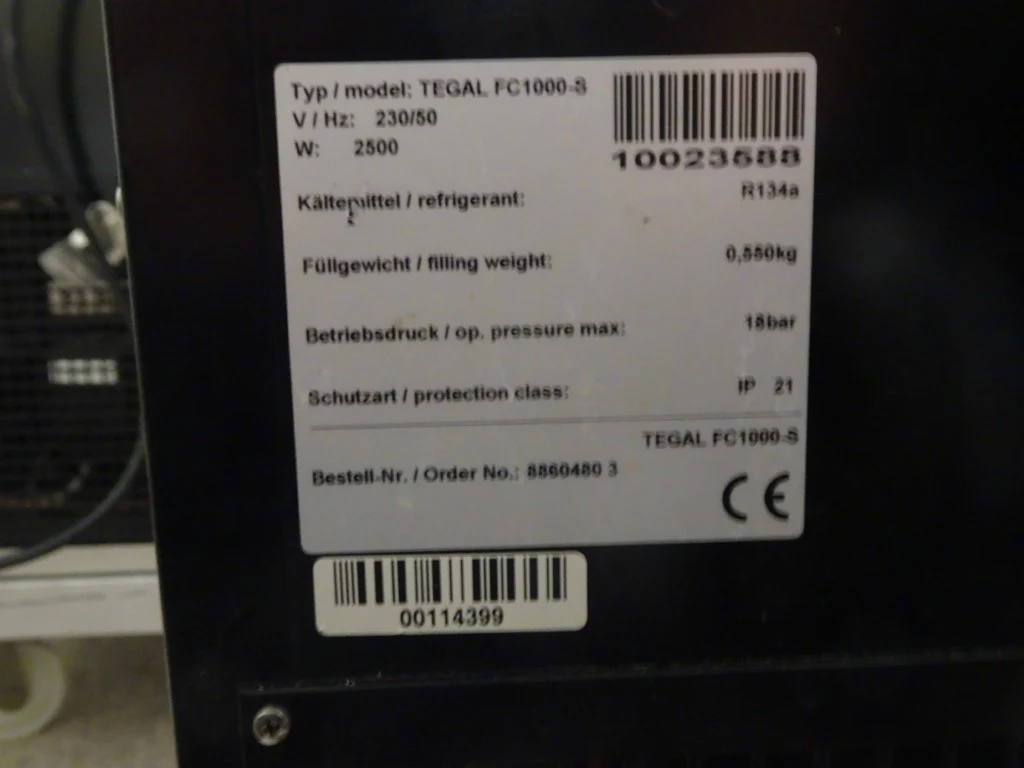 Typ / model: TEGAL FC1000-S
V / Hz: 230/50
W: 2500
10023588
Kältemittel / refrigerant: R134a
Füllgewicht / filling weight: 0,550kg
Betriebsdruck / op. pressure max: 18bar
Schutzart / protection class: IP 21
TEGAL FC1000-S
Bestell-Nr. / Order No.: 8860480 3
CE
00114399